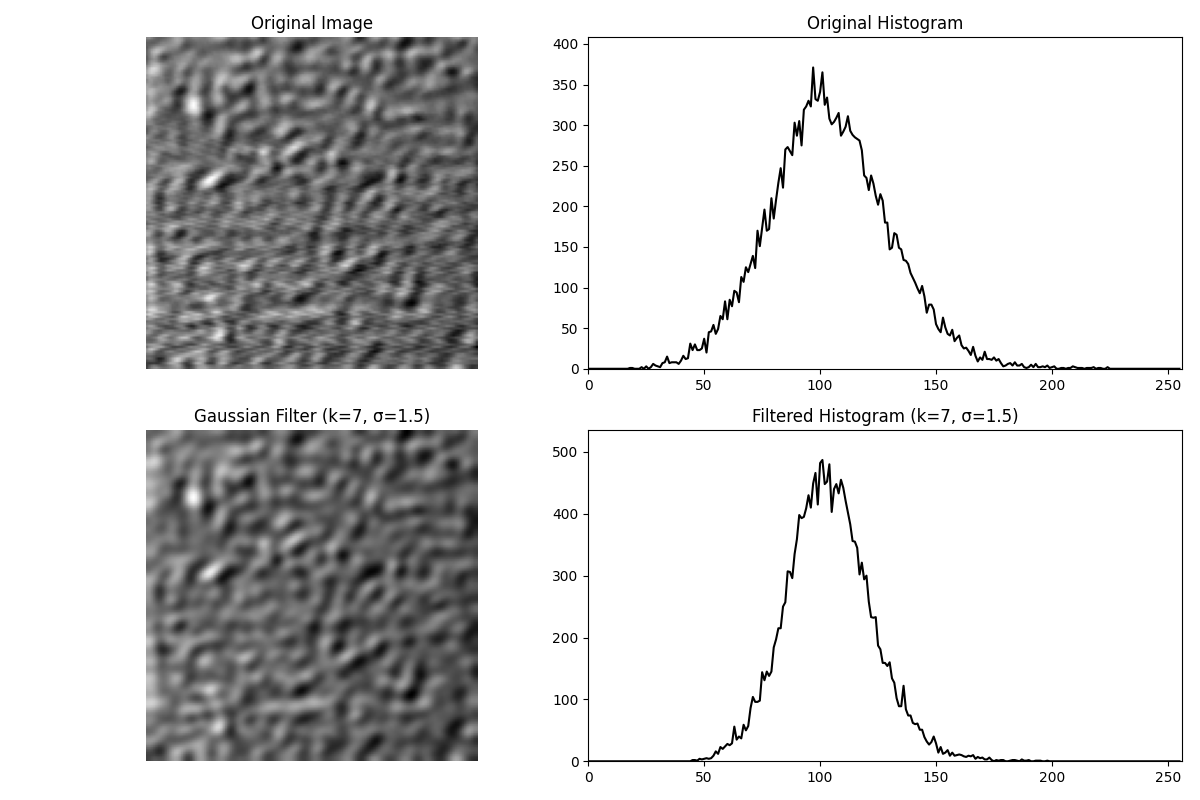 Original Image
Original Histogram
400
350
300
250
200
150
100
50
0
0 50 100 150 200 250
Gaussian Filter (k=7, σ=1.5)
Filtered Histogram (k=7, σ=1.5)
500
400
300
200
100
0
0 50 100 150 200 250